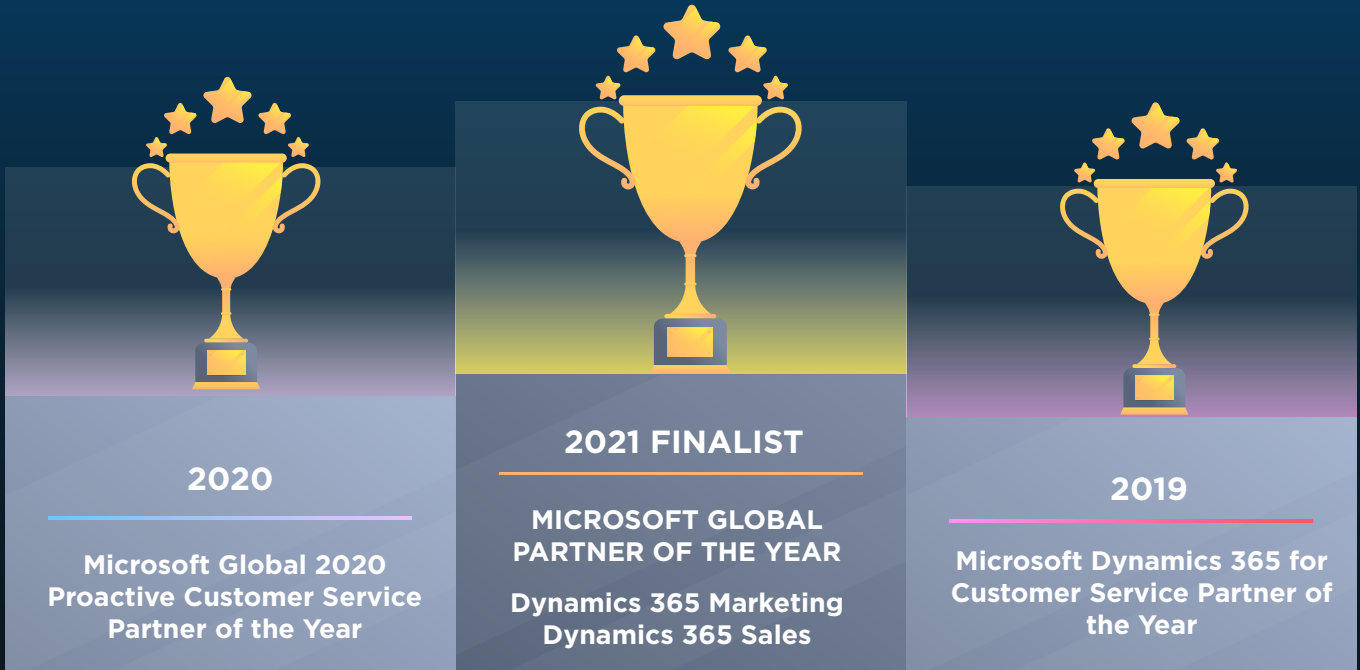 2020
Microsoft Global 2020
Proactive Customer Service
Partner of the Year
2021 FINALIST
MICROSOFT GLOBAL
PARTNER OF THE YEAR
Dynamics 365 Marketing
Dynamics 365 Sales
2019
Microsoft Dynamics 365 for
Customer Service Partner of
the Year